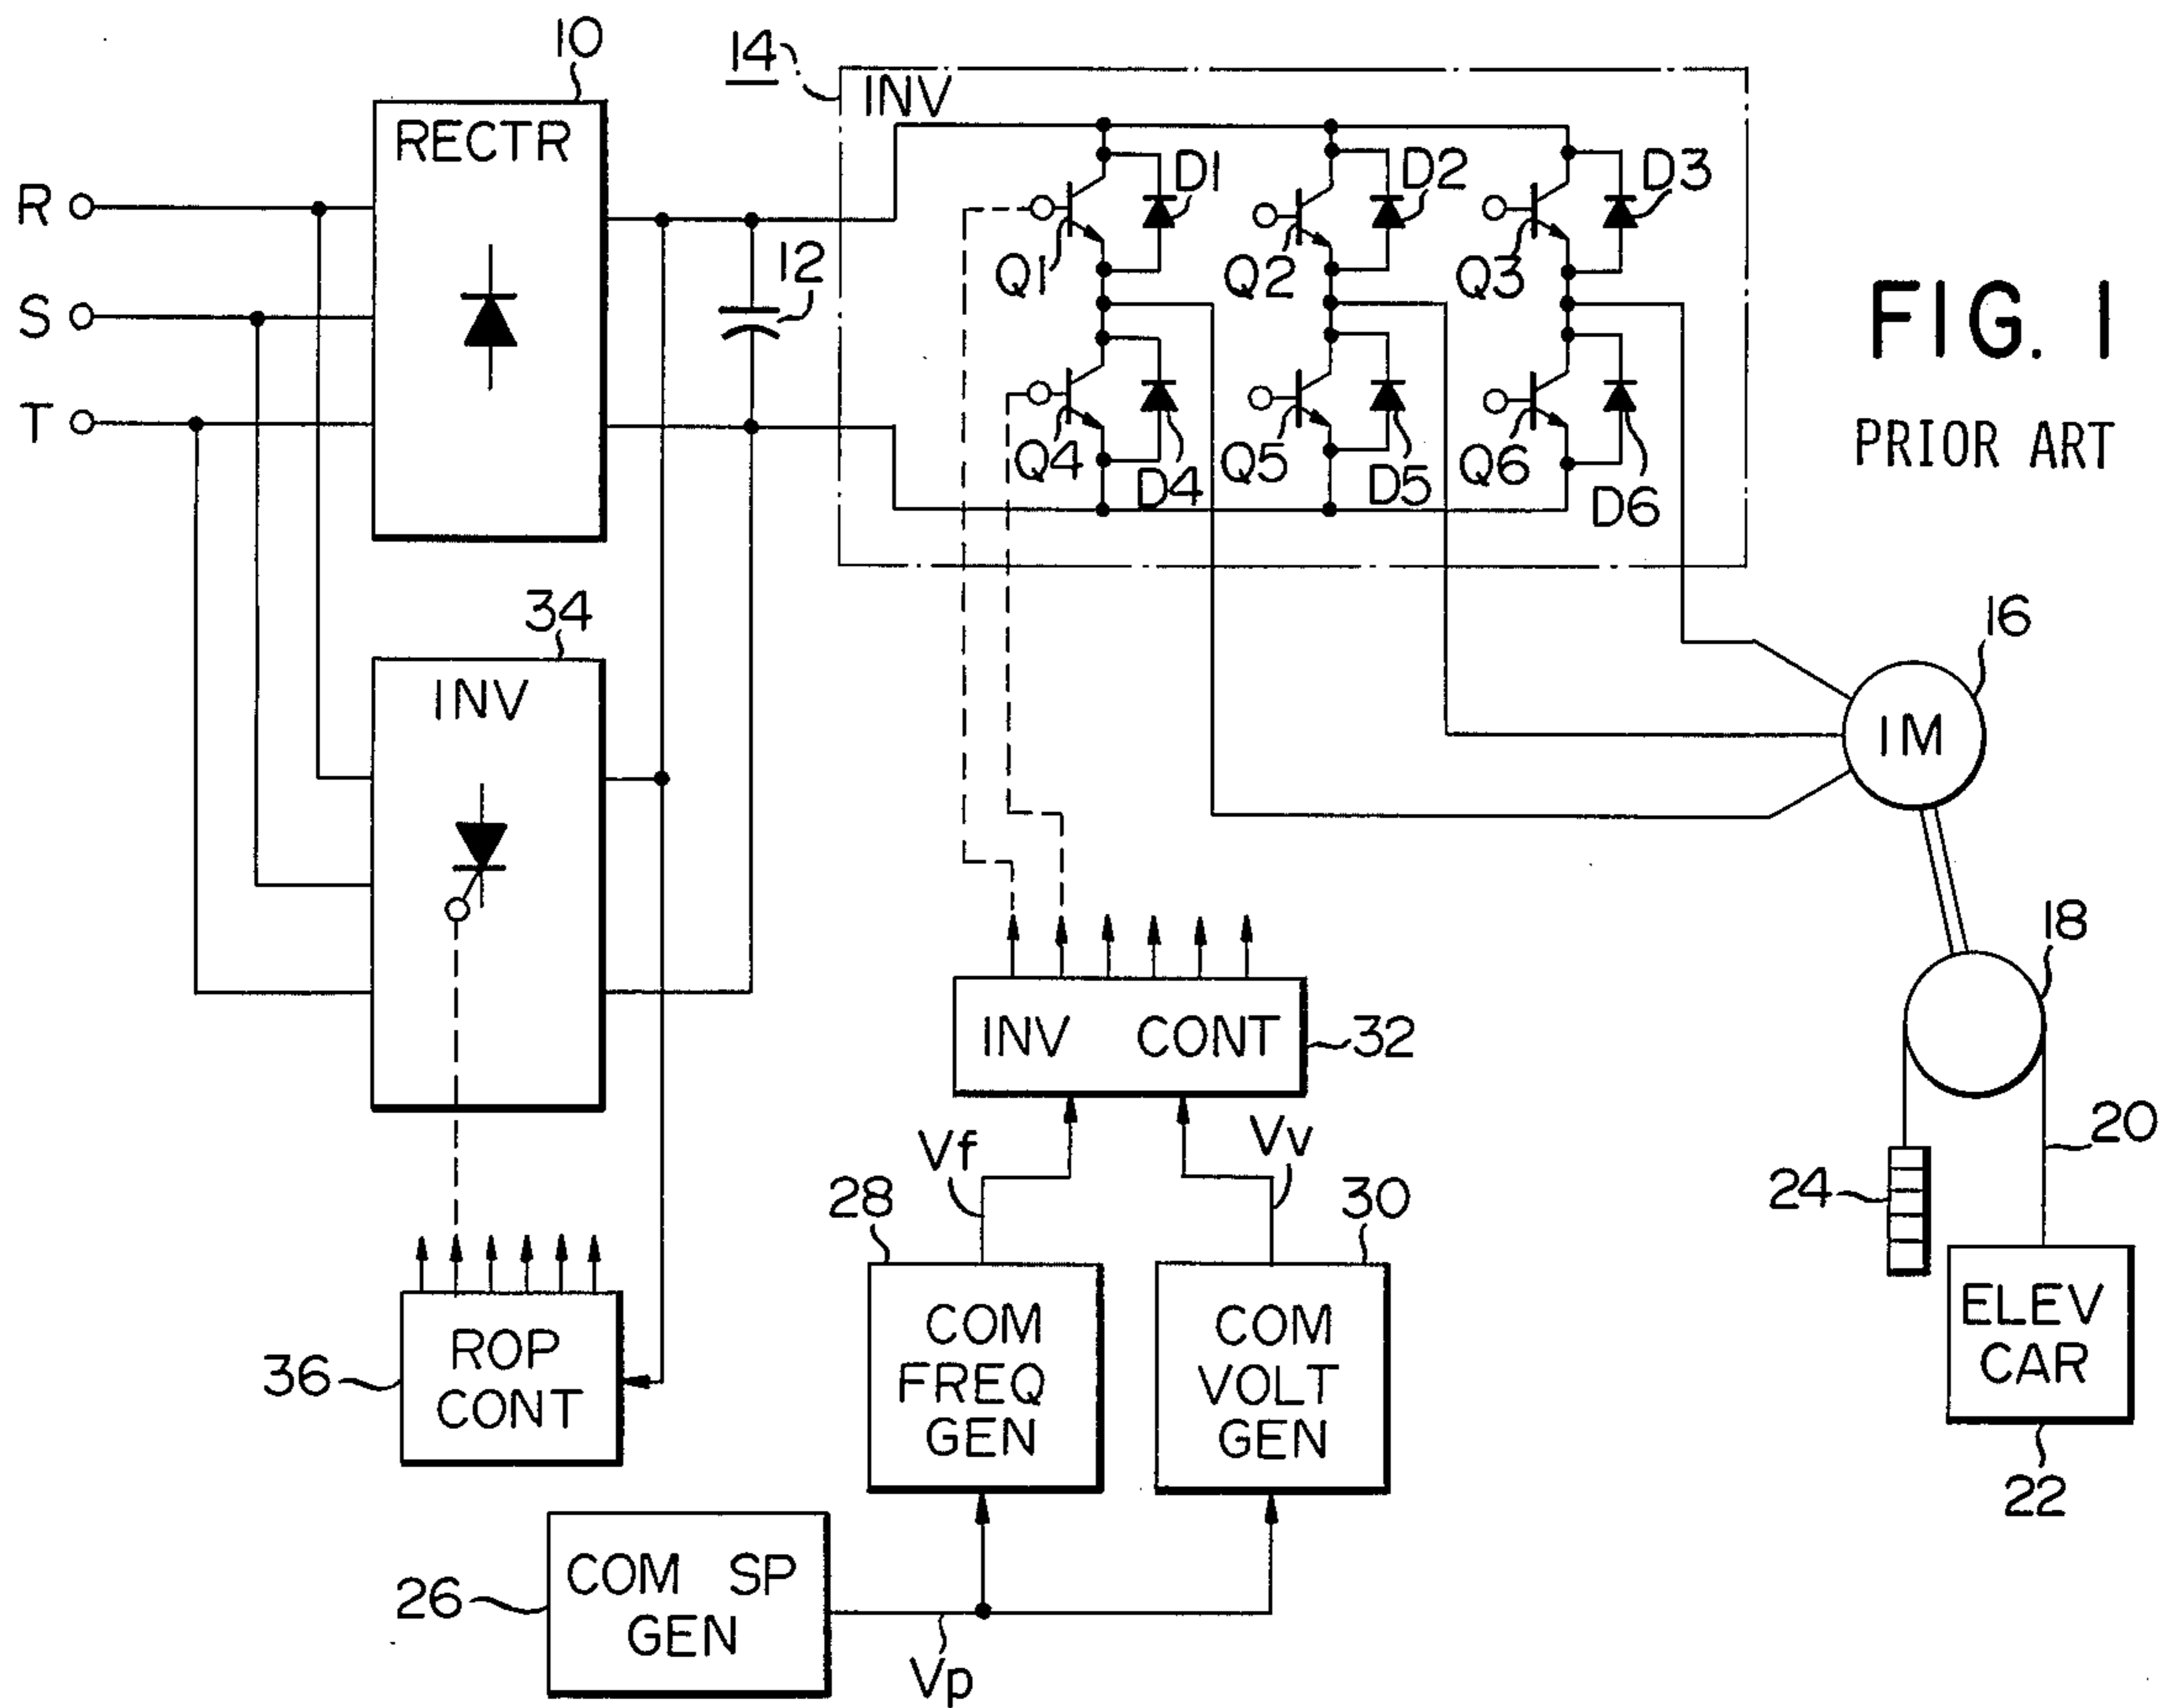 10
14
INV
RECTR
R
S
T
12
D1
D2
D3
Q1
Q2
Q3
Q4
Q5
Q6
D4
D5
D6
FIG. 1
PRIOR ART
34
INV
16
IM
18
INV CONT
32
20
Vf
Vv
28
30
24
COM
FREQ
GEN
COM
VOLT
GEN
ELEV
CAR
22
36
ROP
CONT
26
COM SP
GEN
Vp